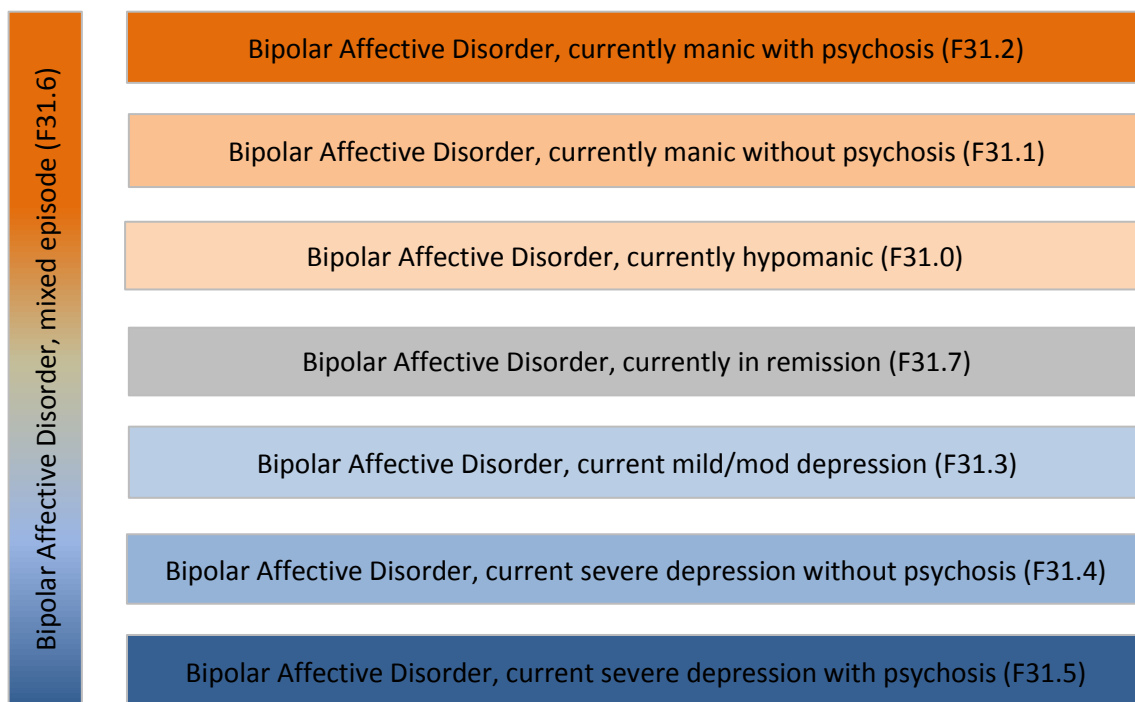 Bipolar Affective Disorder, mixed episode (F31.6)
Bipolar Affective Disorder, currently manic with psychosis (F31.2)
Bipolar Affective Disorder, currently manic without psychosis (F31.1)
Bipolar Affective Disorder, currently hypomanic (F31.0)
Bipolar Affective Disorder, currently in remission (F31.7)
Bipolar Affective Disorder, current mild/mod depression (F31.3)
Bipolar Affective Disorder, current severe depression without psychosis (F31.4)
Bipolar Affective Disorder, current severe depression with psychosis (F31.5)